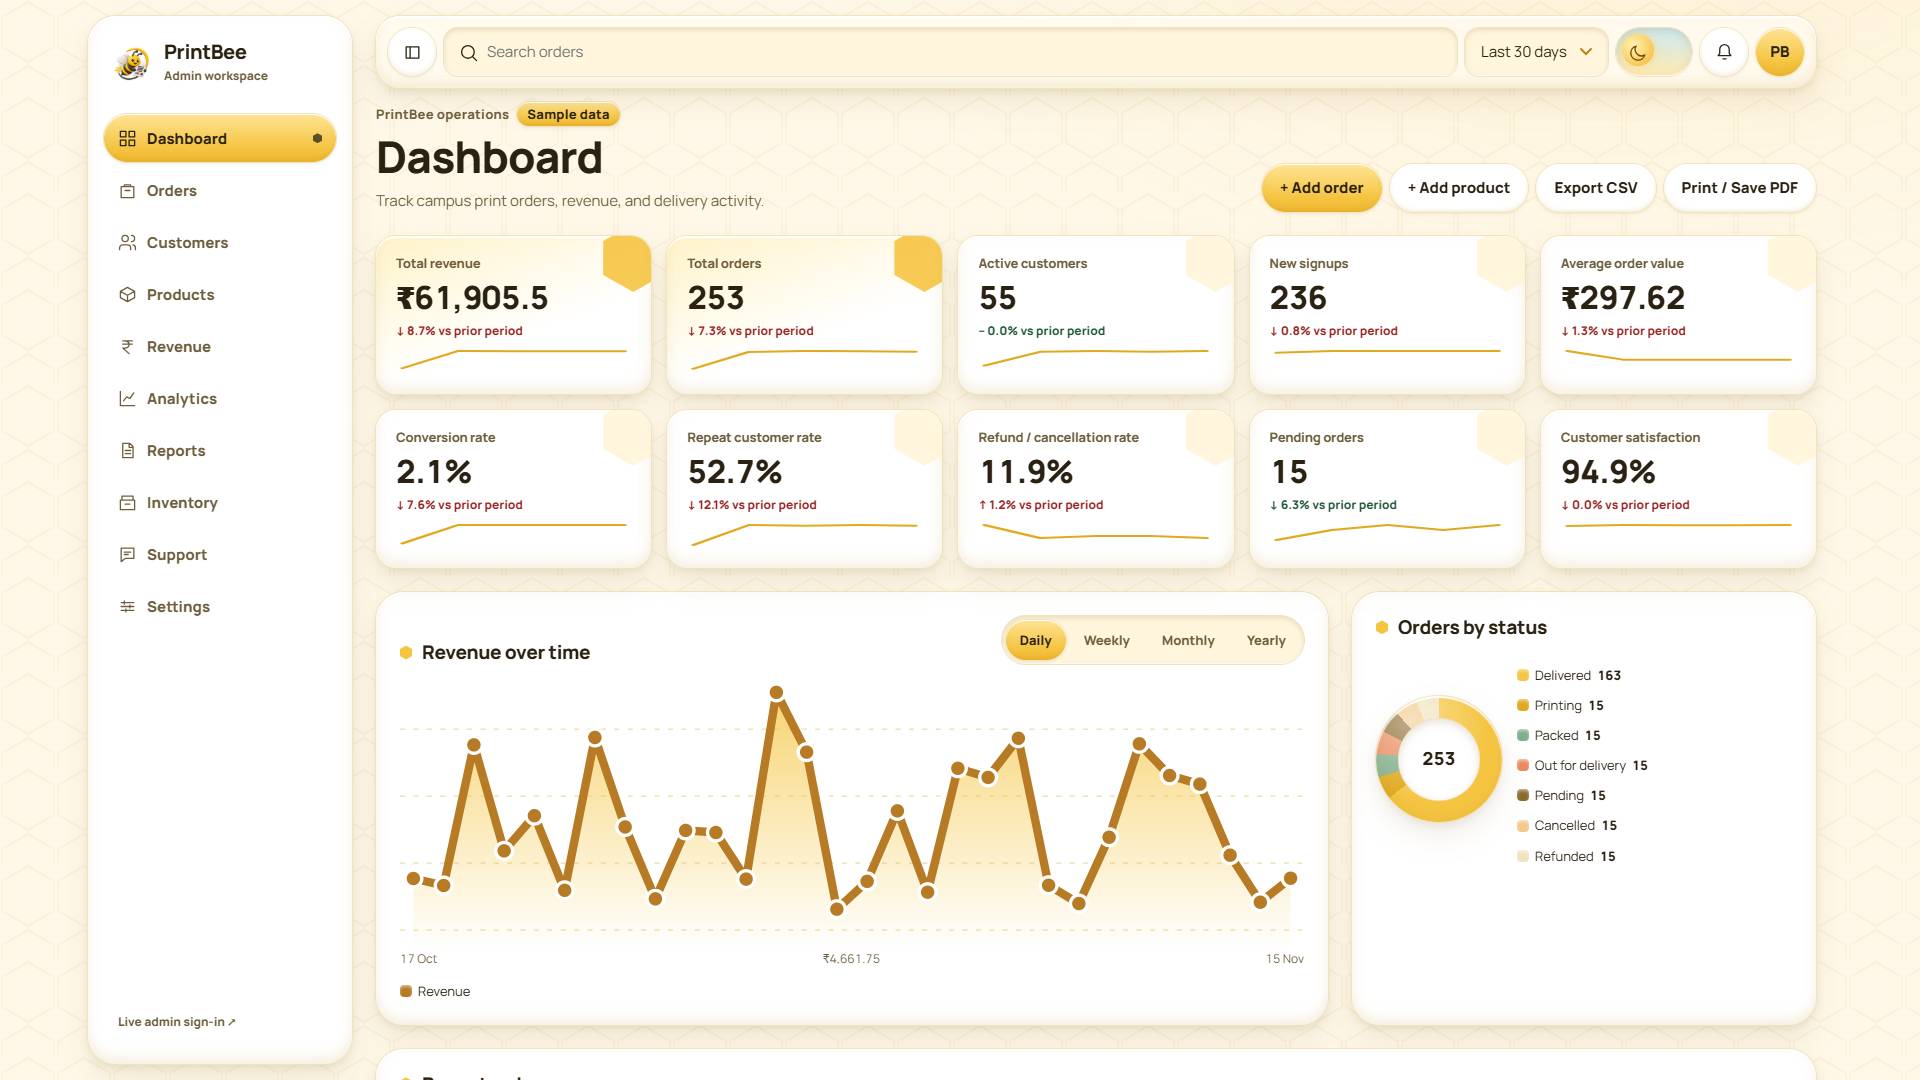 PrintBee
Admin workspace
Dashboard
Orders
Customers
Products
Revenue
Analytics
Reports
Inventory
Support
Settings
Live admin sign-in ↗
Search orders
Last 30 days
PB
PrintBee operations Sample data
Dashboard
Track campus print orders, revenue, and delivery activity.
+ Add order
+ Add product
Export CSV
Print / Save PDF
Total revenue
₹61,905.5
↓ 8.7% vs prior period
Total orders
253
↓ 7.3% vs prior period
Active customers
55
– 0.0% vs prior period
New signups
236
↓ 0.8% vs prior period
Average order value
₹297.62
↓ 1.3% vs prior period
Conversion rate
2.1%
↓ 7.6% vs prior period
Repeat customer rate
52.7%
↓ 12.1% vs prior period
Refund / cancellation rate
11.9%
↑ 1.2% vs prior period
Pending orders
15
↓ 6.3% vs prior period
Customer satisfaction
94.9%
↓ 0.0% vs prior period
Revenue over time
Daily Weekly Monthly Yearly
17 Oct ₹4,661.75 15 Nov
Revenue
Orders by status
253
Delivered 163
Printing 15
Packed 15
Out for delivery 15
Pending 15
Cancelled 15
Refunded 15